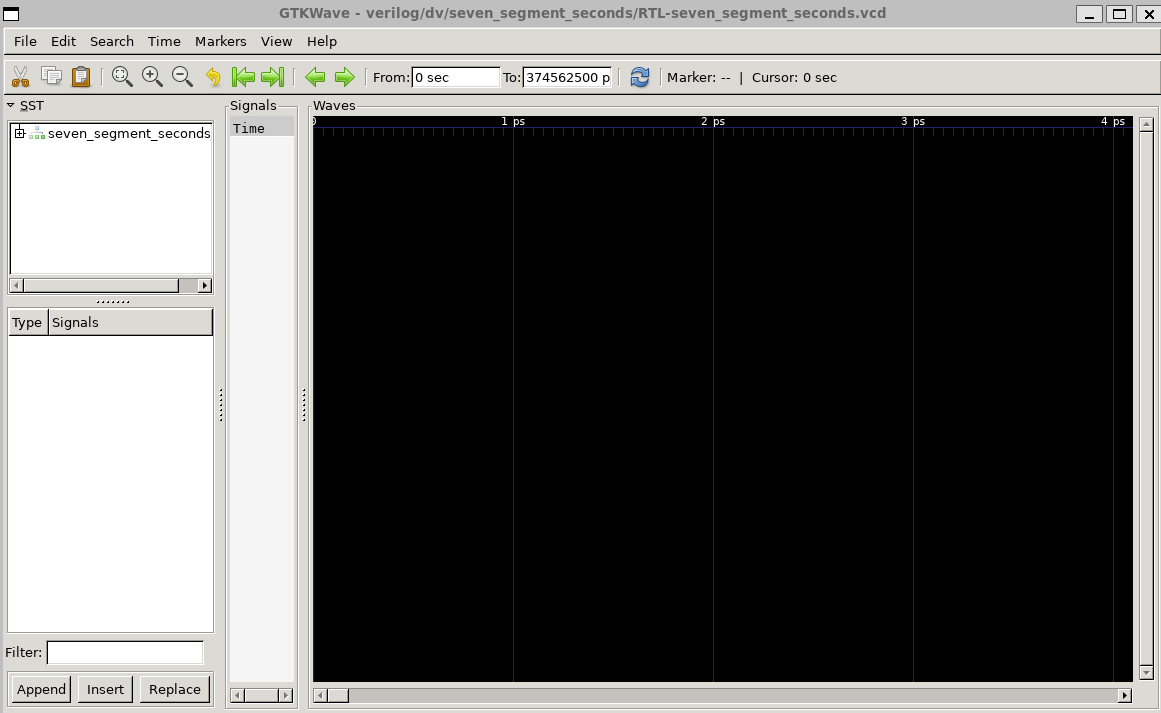 GTKWave - verilog/dv/seven_segment_seconds/RTL-seven_segment_seconds.vcd
File Edit Search Time Markers View Help
From: 0 sec To: 374562500 p Marker: -- | Cursor: 0 sec
SST
seven_segment_seconds
Type Signals
Filter:
Append Insert Replace
Signals
Time
Waves
0 1 ps 2 ps 3 ps 4 ps